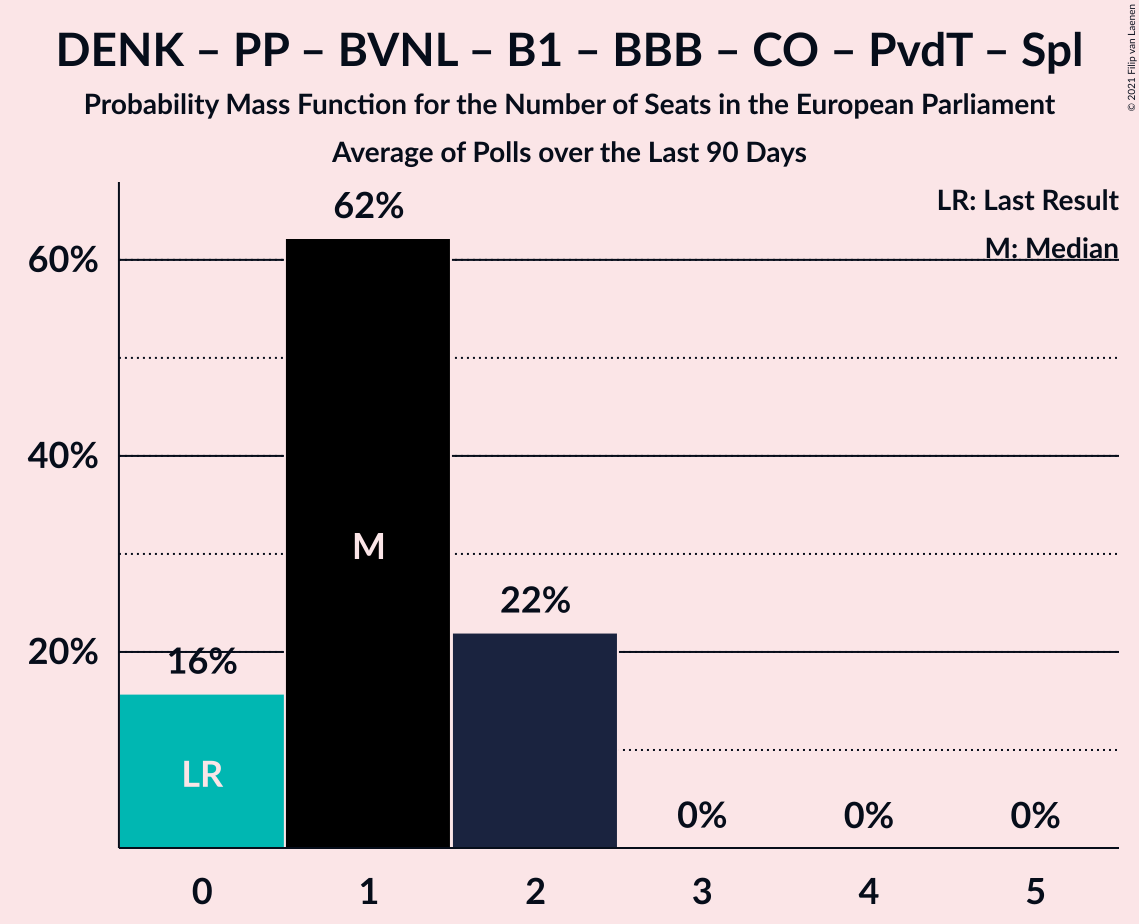 DENK – PP – BVNL – B1 – BBB – CO – PvdT – Spl
Probability Mass Function for the Number of Seats in the European Parliament
Average of Polls over the Last 90 Days
© 2021 Filip van Laenen
LR: Last Result
M: Median
62%
60%
40%
M
22%
20%
16%
LR
0%
0%
0%
0
1
2
3
4
5